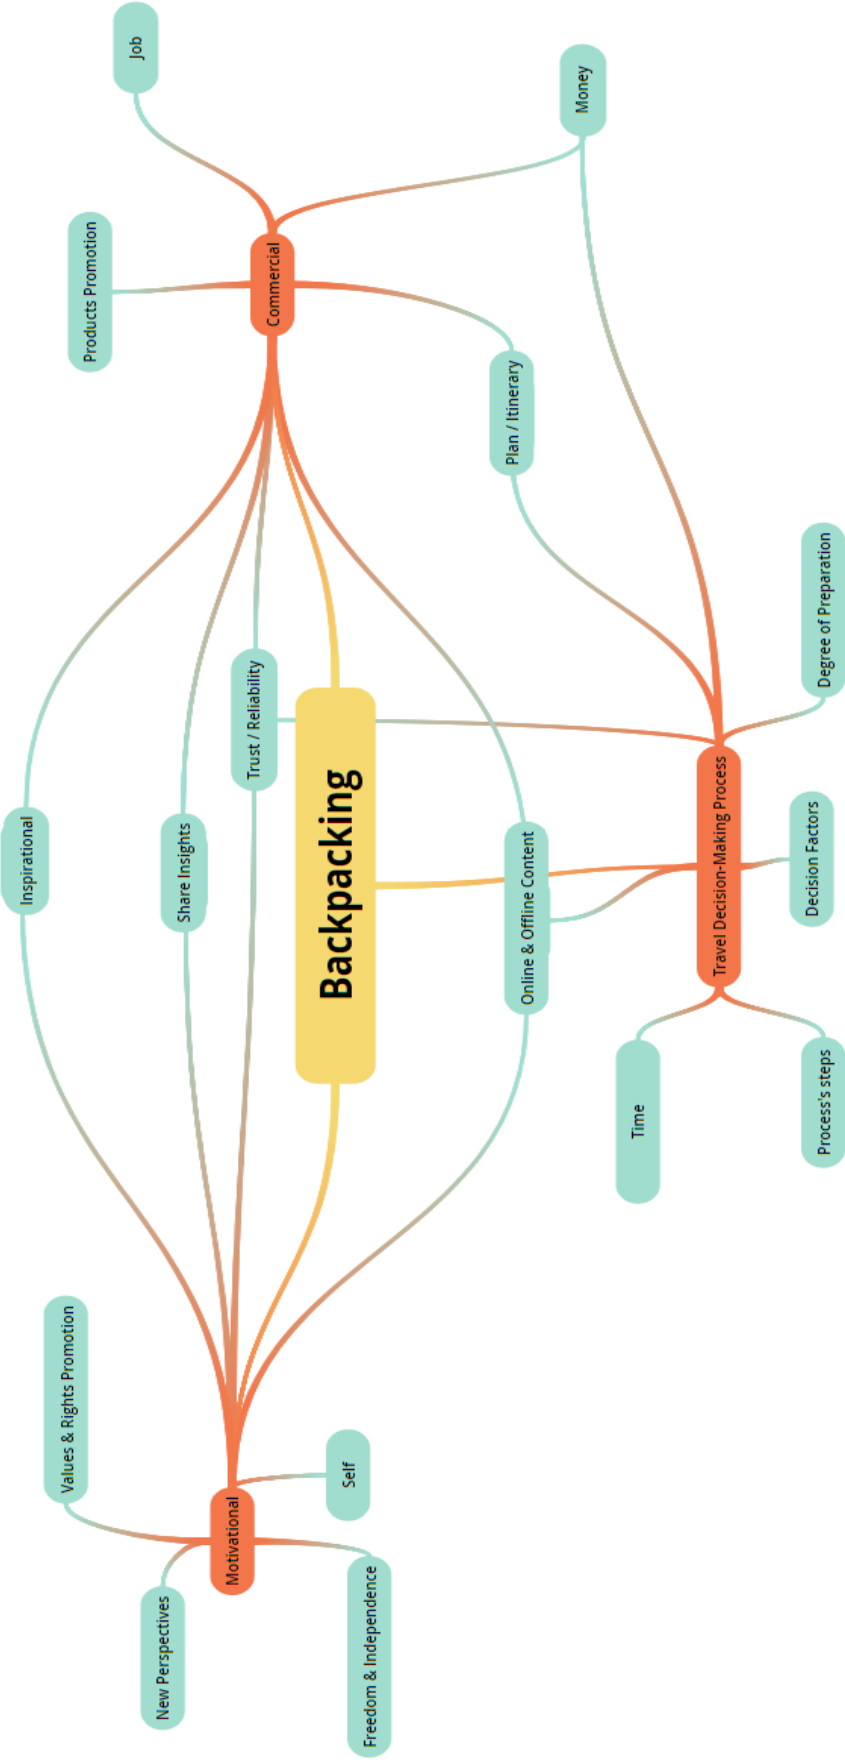 Inspirational
Values & Rights Promotion
Products Promotion
Job
New Perspectives
Share Insights
Motivational
Trust / Reliability
Commercial
Backpacking
Self
Freedom & Independence
Plan / Itinerary
Online & Offline Content
Money
Time
Travel Decision-Making Process
Decision Factors
Process's steps
Degree of Preparation